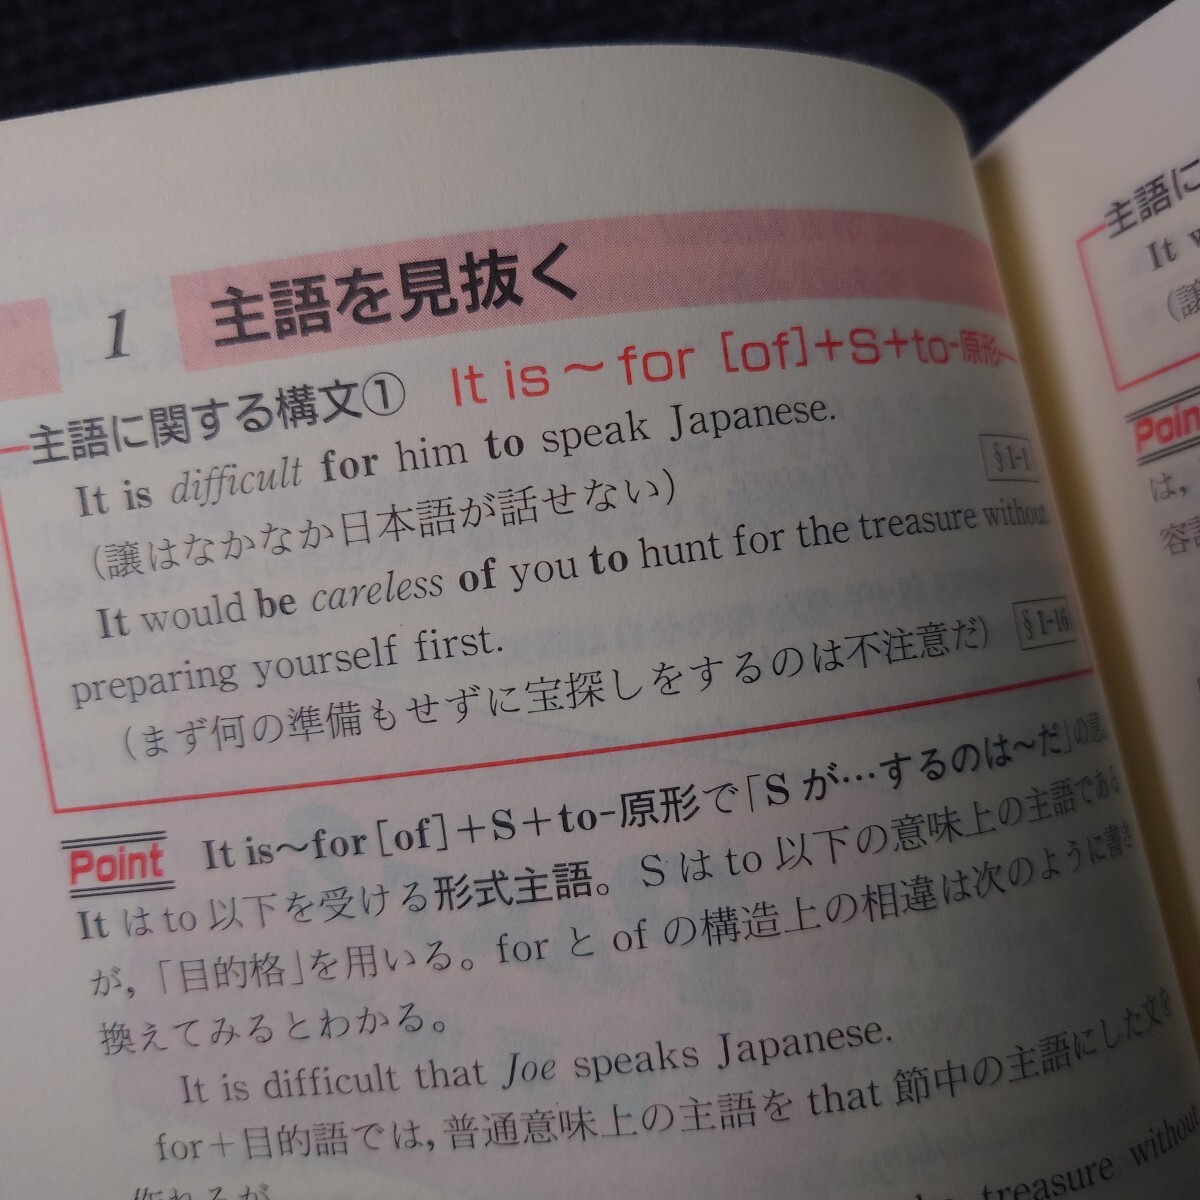 1 主語を見抜く
主語に関する構文① It is ~ for [of]+S+to-原形
It is difficult for him to speak Japanese.
§1-1
(譲はなかなか日本語が話せない)
It would be careless of you to hunt for the treasure without
preparing yourself first.
§1-16
(まず何の準備もせずに宝探しをするのは不注意だ)
Point It is~for [of]+S+to-原形で「Sが…するのは~だ」の意。
It はto 以下を受ける形式主語。S は to 以下の意味上の主語である
が,「目的格」を用いる。for と of の構造上の相違は次のように書き
換えてみるとわかる。
It is difficult that Joe speaks Japanese.
for+目的語では, 普通意味上の主語を that 節中の主語にした文を
作れるが
treasure without
主語に
It w
(譲
Poin
は,
容